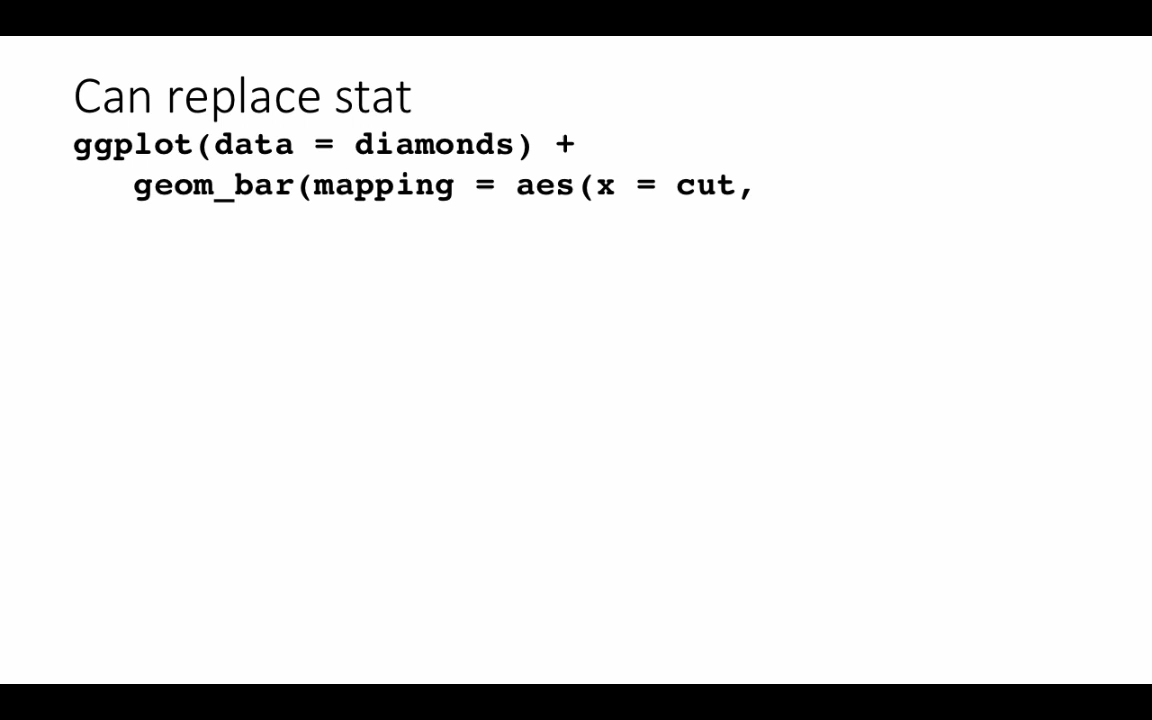 Can replace stat
ggplot(data = diamonds) +
geom_bar(mapping = aes(x = cut,